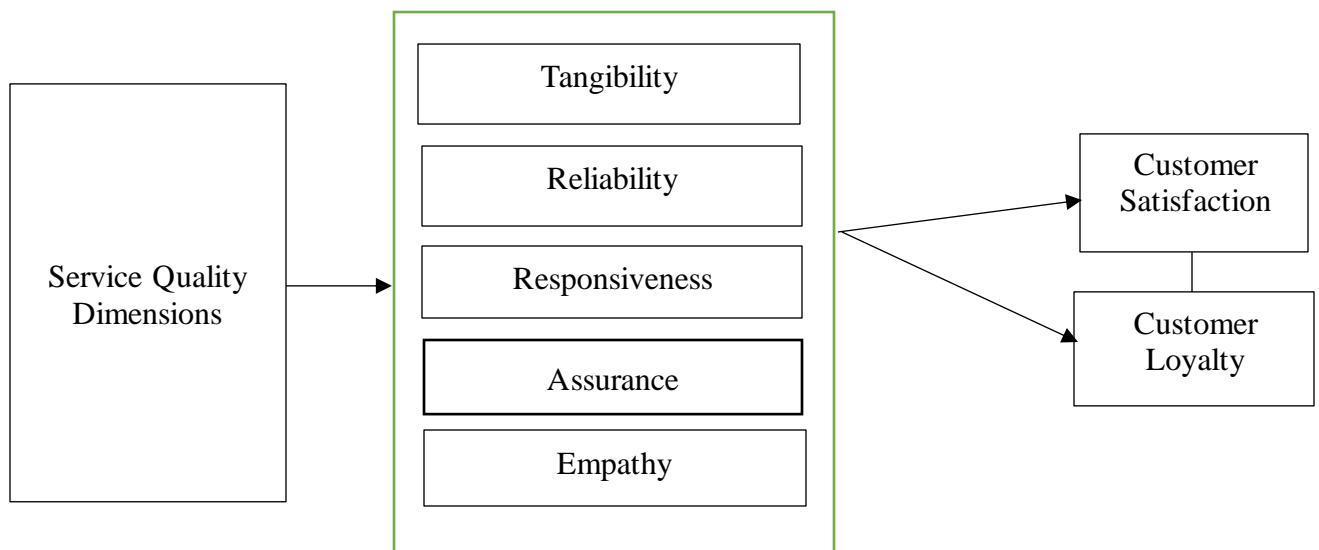 Service Quality
Dimensions
Tangibility
Reliability
Responsiveness
Assurance
Empathy
Customer
Satisfaction
Customer
Loyalty